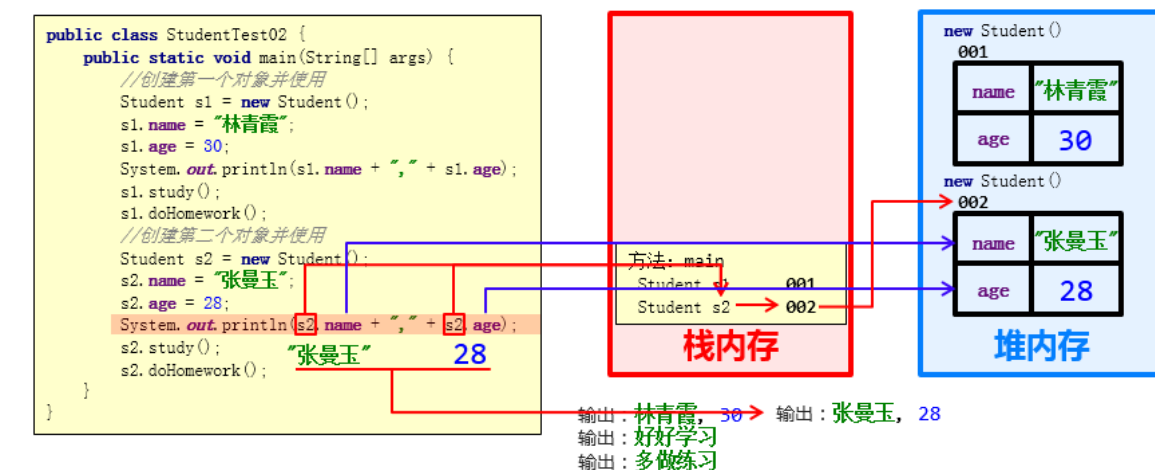 public class StudentTest02 {
public static void main(String[] args) {
//创建第一个对象并使用
Student s1 = new Student();
s1.name = "林青霞";
s1.age = 30;
System.out.println(s1.name + "," + s1.age);
s1.study();
s1.doHomework();
//创建第二个对象并使用
Student s2 = new Student();
s2.name = "张曼玉";
s2.age = 28;
System.out.println(s2.name + "," + s2.age);
"张曼玉" 28
s2.study();
s2.doHomework();
}
}
方法: main
Student s1 001
Student s2 002
栈内存
new Student()
001
name "林青霞"
age 30
new Student()
002
name "张曼玉"
age 28
堆内存
输出：林青霞, 30
输出：好好学习
输出：多做练习
输出：张曼玉, 28